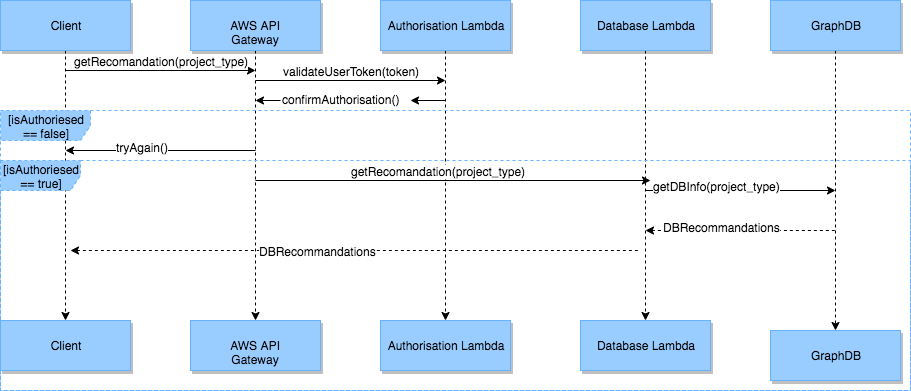 Client
AWS API
Gateway
Authorisation Lambda
Database Lambda
GraphDB
getRecomandation(project_type)
validateUserToken(token)
confirmAuthorisation()
[isAuthoriesed
== false]
tryAgain()
[isAuthoriesed
== true]
getRecomandation(project_type)
getDBInfo(project_type)
DBRecommandations
DBRecommandations
Client
AWS API
Gateway
Authorisation Lambda
Database Lambda
GraphDB